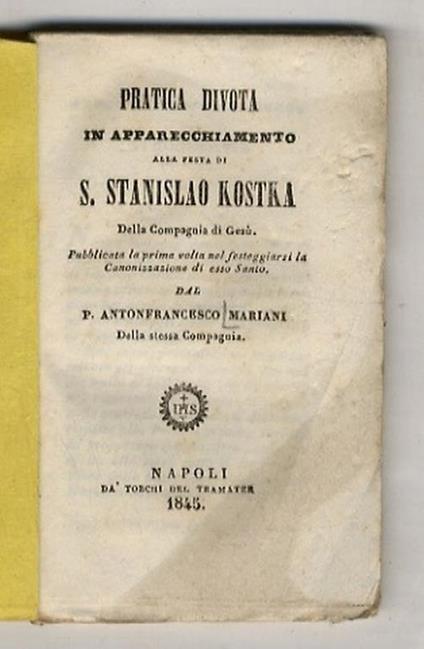 PRATICA DIVOTA
IN APPARECCHIAMENTO
ALLA FESTA DI
S. STANISLAO KOSTKA
Della Compagnia di Gesù.
Pubblicata la prima volta nel festeggiarsi la
Canonizzazione di esso Santo.
DAL
P. ANTONFRANCESCO MARIANI
Della stessa Compagnia.
IHS
NAPOLI
DA' TORCHI DEL TRAMATER
1845.